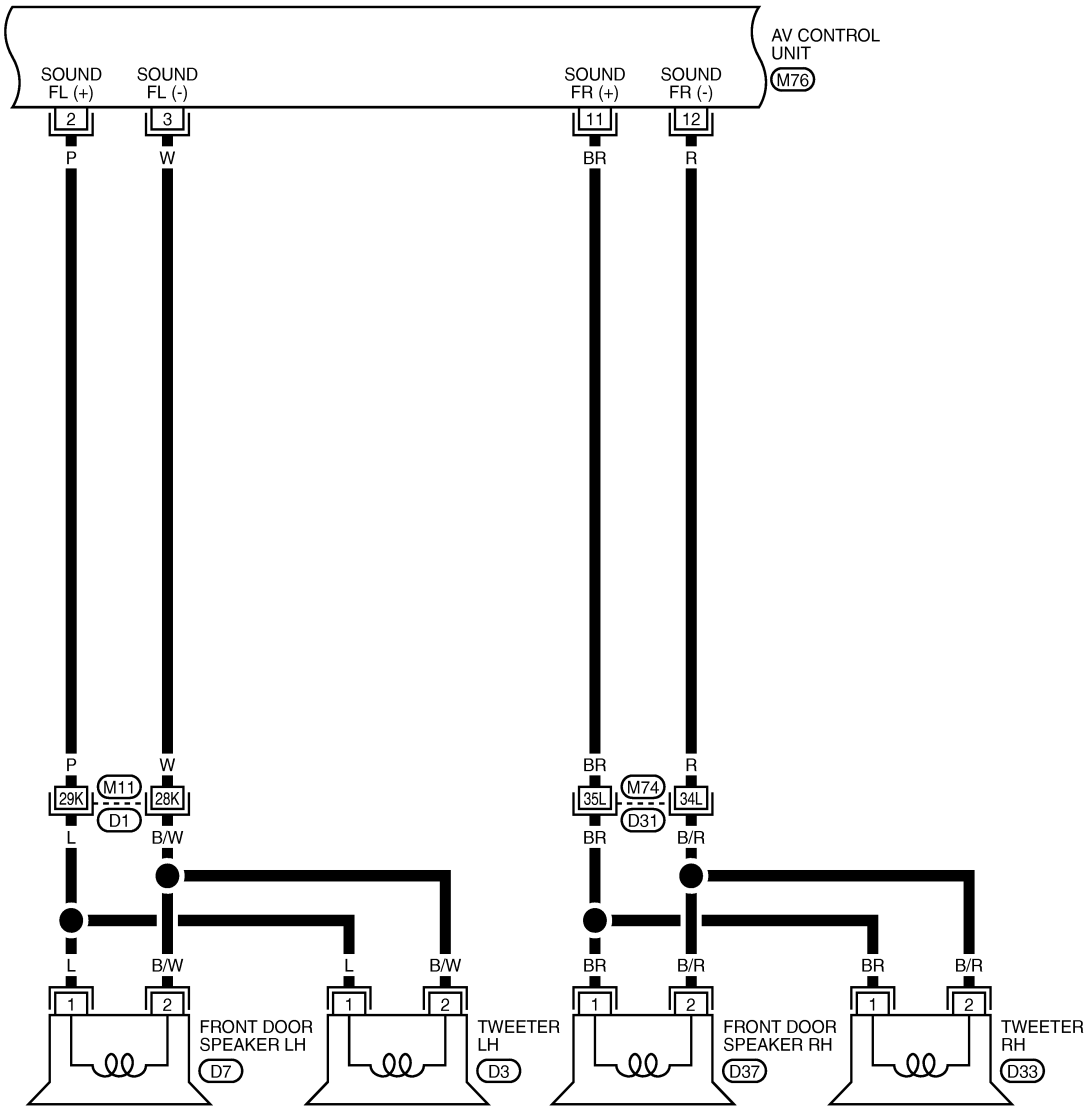 AV CONTROL
UNIT
M76
SOUND
FL (+)
SOUND
FL (-)
SOUND
FR (+)
SOUND
FR (-)
2
3
11
12
P
W
BR
R
P
W
BR
R
29K
M11
D1
28K
35L
M74
D31
34L
L
B/W
BR
B/R
L
B/W
L
B/W
BR
B/R
BR
B/R
1
2
1
2
1
2
1
2
FRONT DOOR
SPEAKER LH
D7
TWEETER
LH
D3
FRONT DOOR
SPEAKER RH
D37
TWEETER
RH
D33